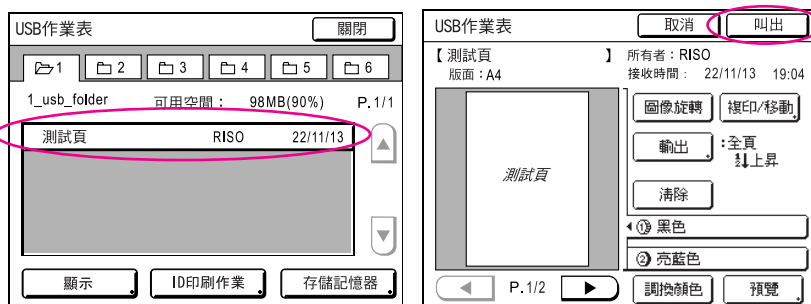 USB作業表 關閉
1 2 3 4 5 6
1_usb_folder 可用空間： 98MB(90%) P.1/1
測試頁 RISO 22/11/13
顯示 ID印刷作業 存儲記憶器
USB作業表 取消 叫出
【測試頁 】 所有者：RISO
版面：A4 接收時間： 22/11/13 19:04
圖像旋轉 複印/移動
輸出 :全頁
上昇
測試頁
清除
① 黑色
② 亮藍色
P.1/2 調換顏色 預覽